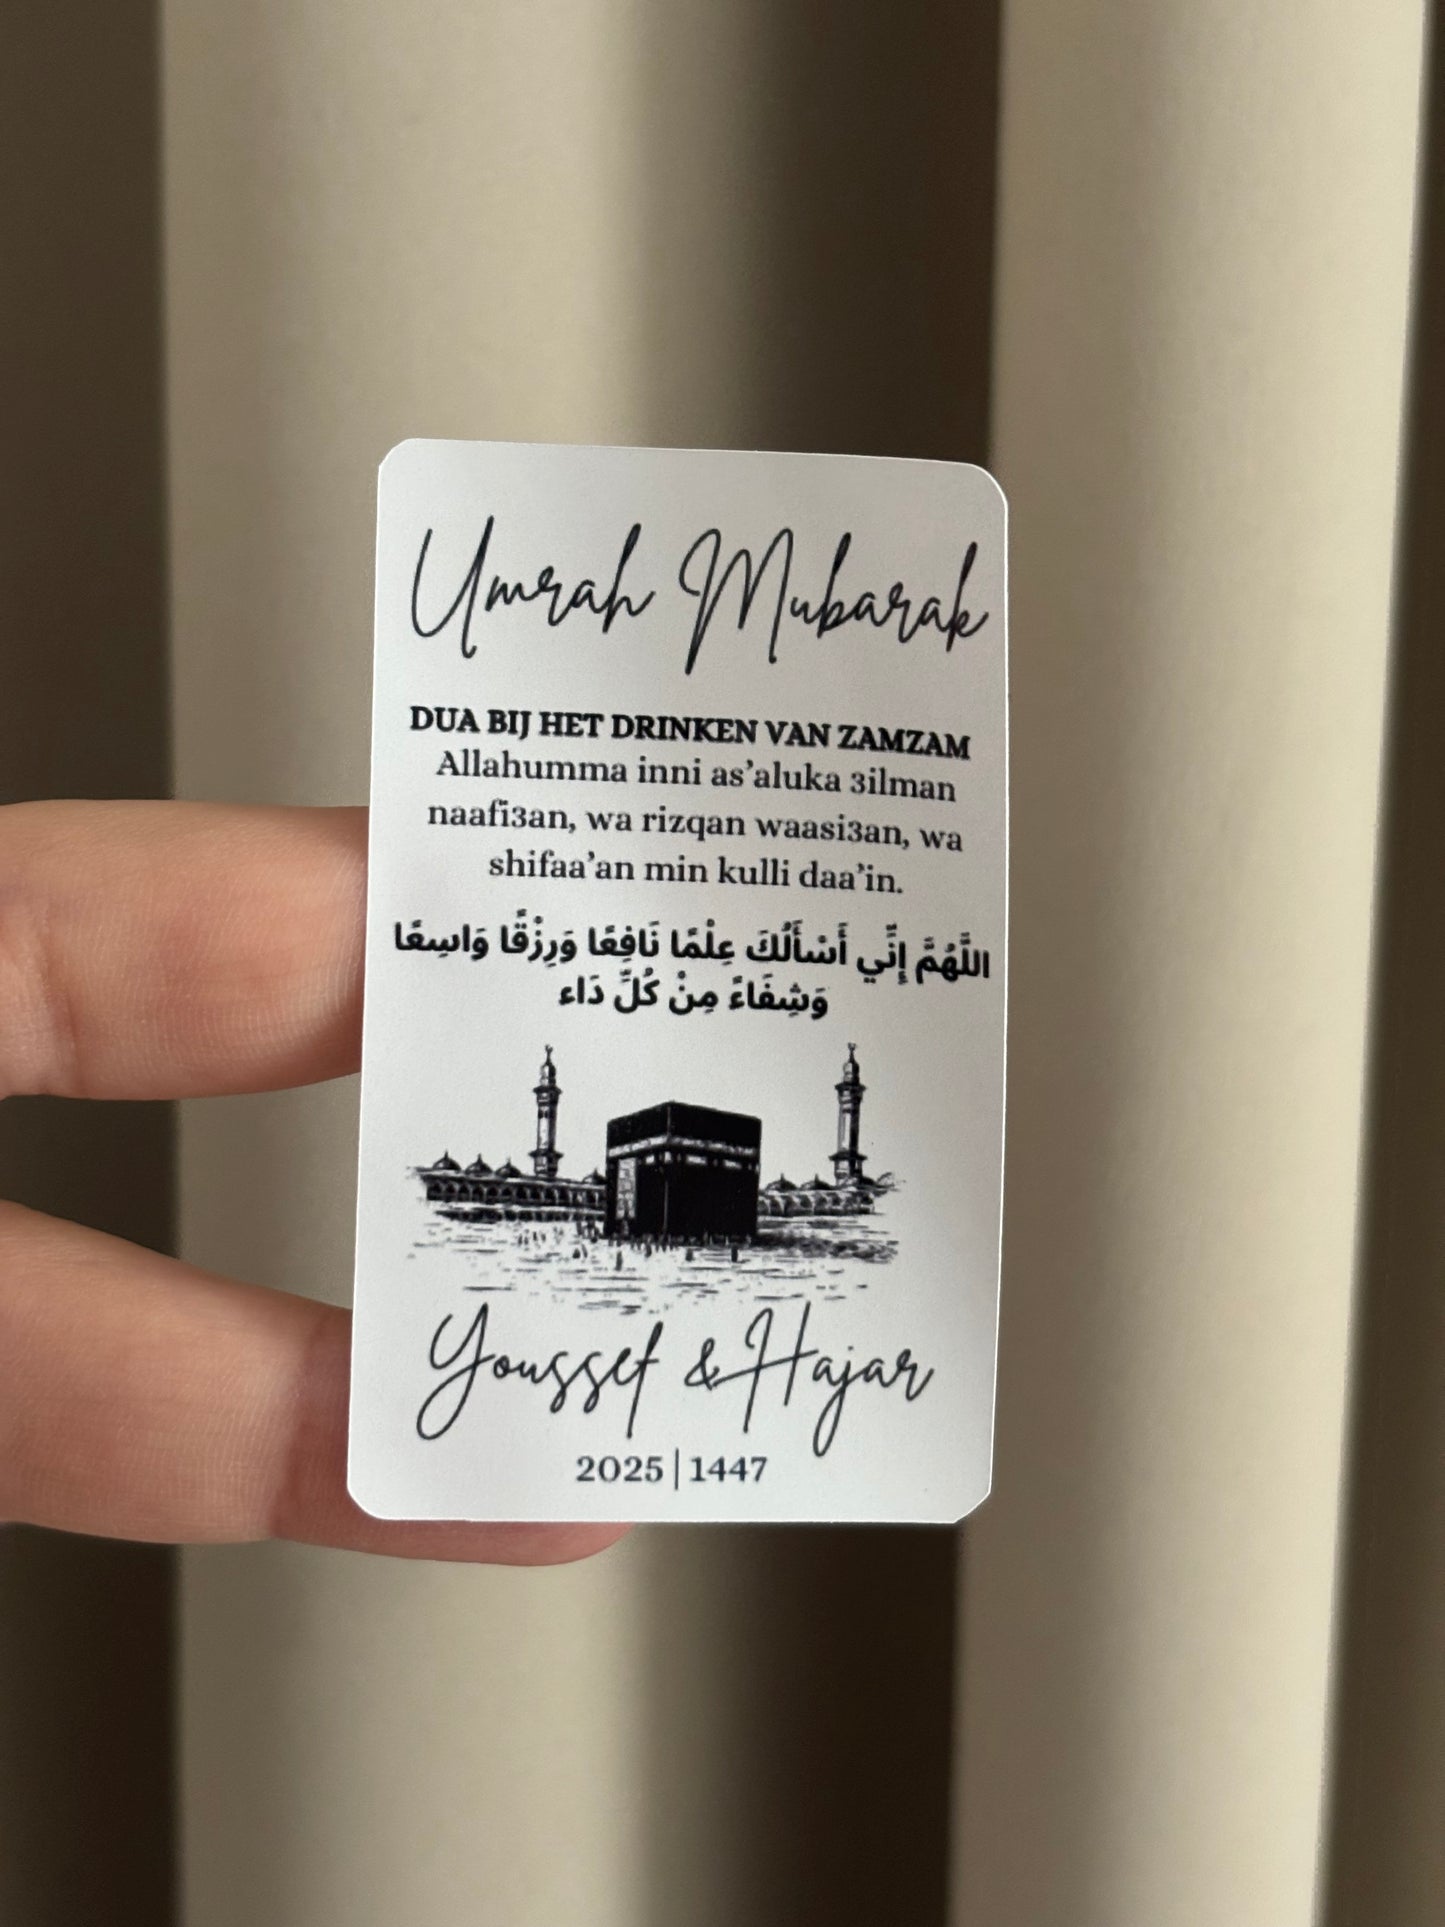 Umrah Mubarak
DUA BIJ HET DRINKEN VAN ZAMZAM
Allahumma inni as’aluka 3ilman
naafi3an, wa rizqan waasi3an, wa
shifaa’an min kulli daa’in.
اللَّهُمَّ إِنِّي أَسْأَلُكَ عِلْمًا نَافِعًا وَرِزْقًا وَاسِعًا
وَشِفَاءً مِنْ كُلِّ دَاء
Youssef & Hajar
2025 | 1447